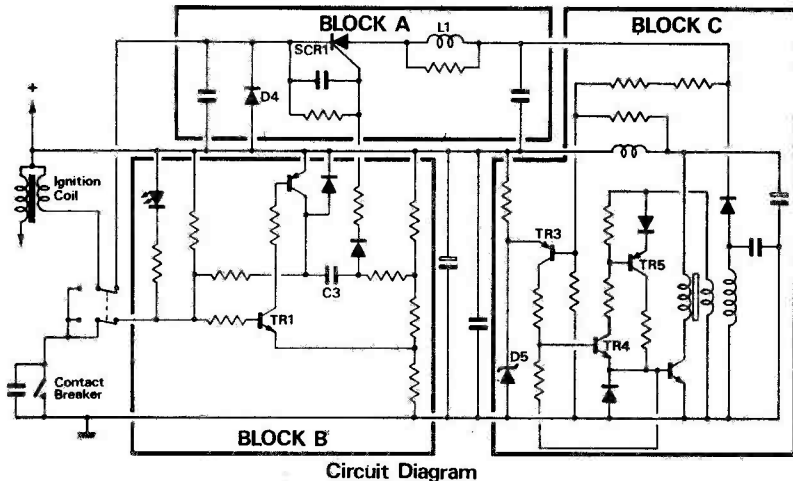 BLOCK A
BLOCK C
L1
SCR1
D4
+
Ignition
Coil
TR3
TR5
C3
TR1
TR4
D5
Contact
Breaker
BLOCK B
Circuit Diagram